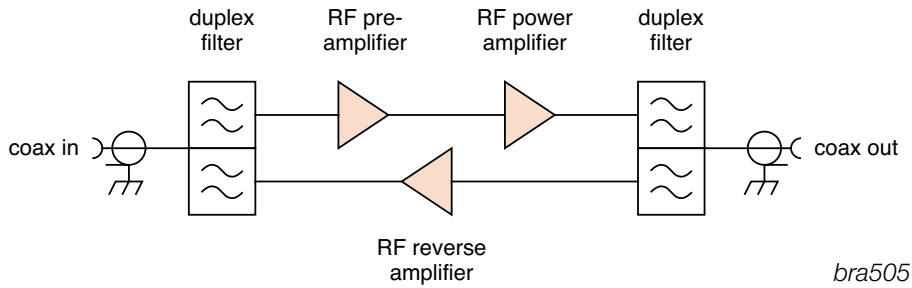 duplex
filter
RF pre-
amplifier
RF power
amplifier
duplex
filter
coax in
coax out
RF reverse
amplifier
bra505